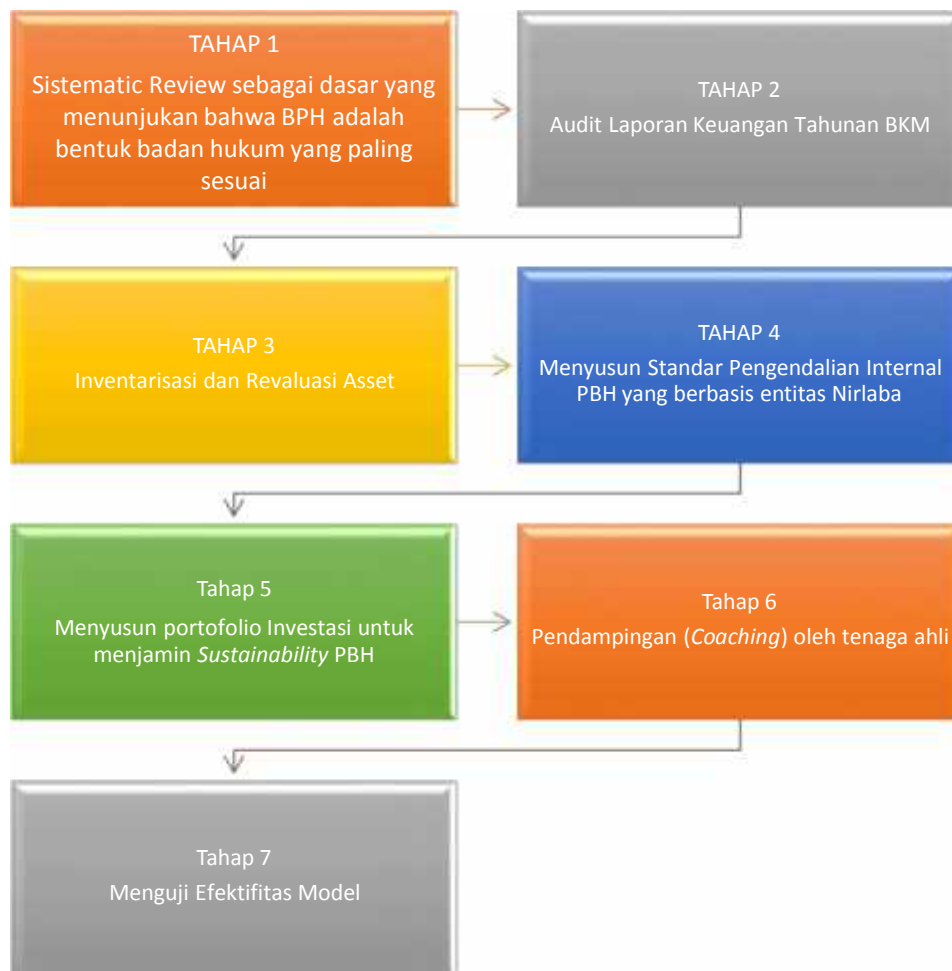 TAHAP 1
Sistematic Review sebagai dasar yang
menunjukan bahwa BPH adalah
bentuk badan hukum yang paling
sesuai
TAHAP 2
Audit Laporan Keuangan Tahunan BKM
TAHAP 3
Inventarisasi dan Revaluasi Asset
TAHAP 4
Menyusun Standar Pengendalian Internal
PBH yang berbasis entitas Nirlaba
Tahap 5
Menyusun portofolio Investasi untuk
menjamin Sustainability PBH
Tahap 6
Pendampingan (Coaching) oleh tenaga ahli
Tahap 7
Menguji Efektifitas Model